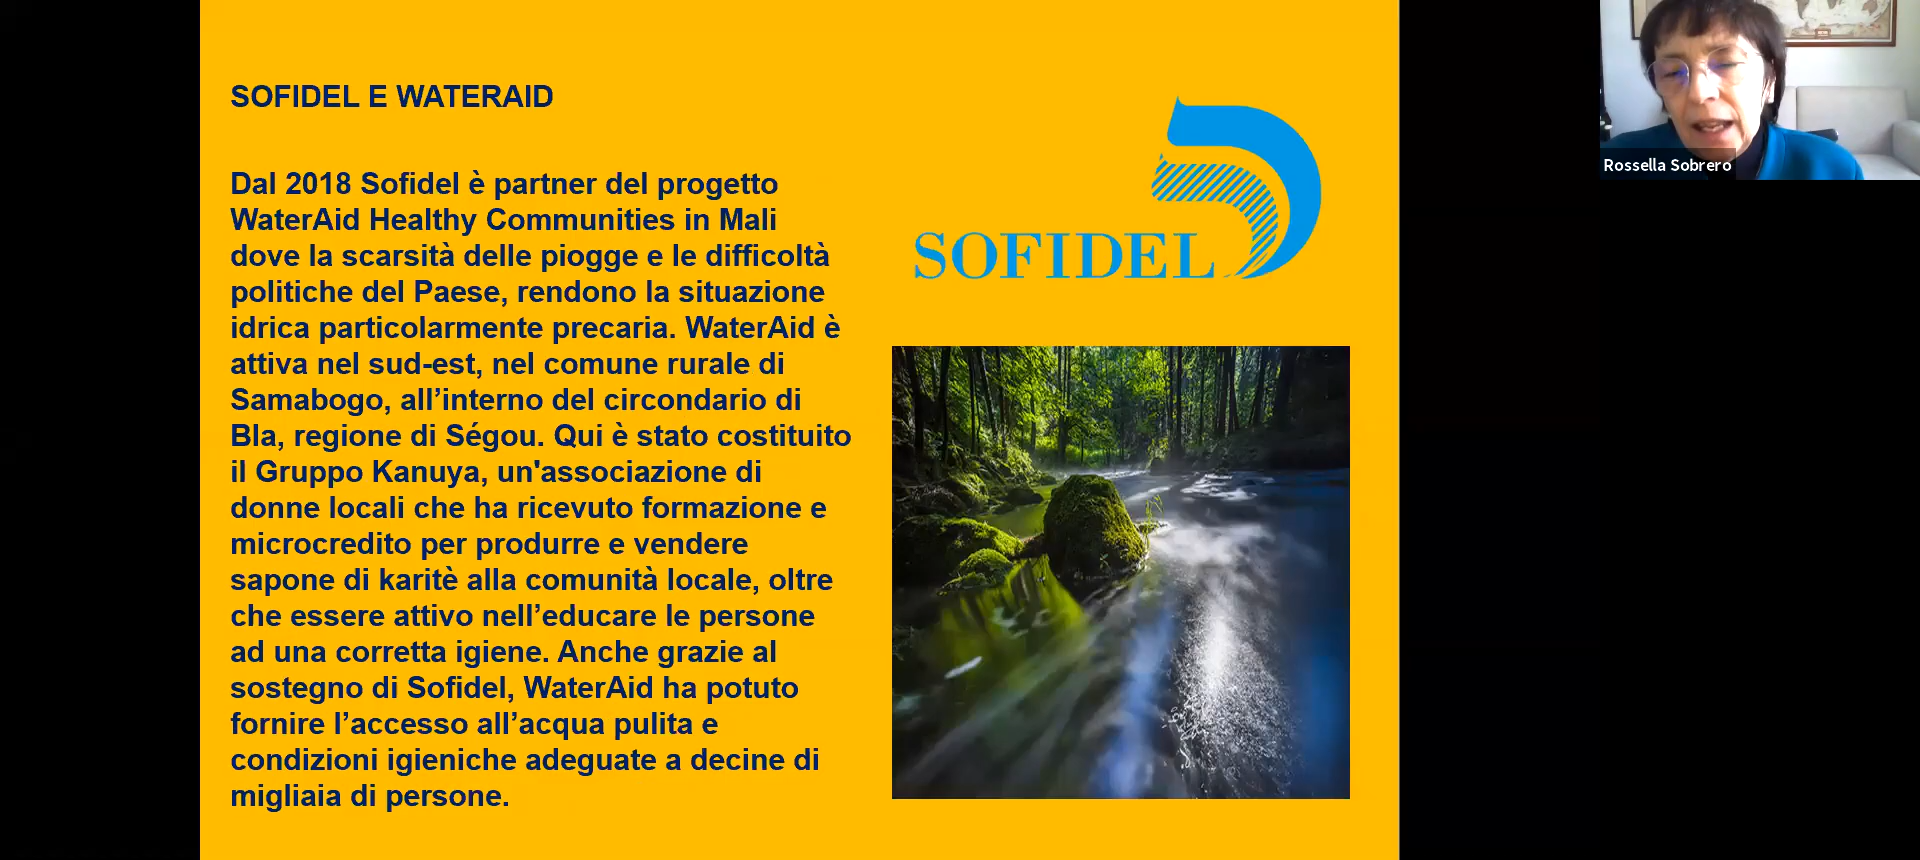 SOFIDEL E WATERAID
Dal 2018 Sofidel è partner del progetto
WaterAid Healthy Communities in Mali
dove la scarsità delle piogge e le difficoltà
politiche del Paese, rendono la situazione
idrica particolarmente precaria. WaterAid è
attiva nel sud-est, nel comune rurale di
Samabogo, all’interno del circondario di
Bla, regione di Ségou. Qui è stato costituito
il Gruppo Kanuya, un'associazione di
donne locali che ha ricevuto formazione e
microcredito per produrre e vendere
sapone di karitè alla comunità locale, oltre
che essere attivo nell’educare le persone
ad una corretta igiene. Anche grazie al
sostegno di Sofidel, WaterAid ha potuto
fornire l’accesso all’acqua pulita e
condizioni igieniche adeguate a decine di
migliaia di persone.
SOFIDEL
Rossella Sobrero